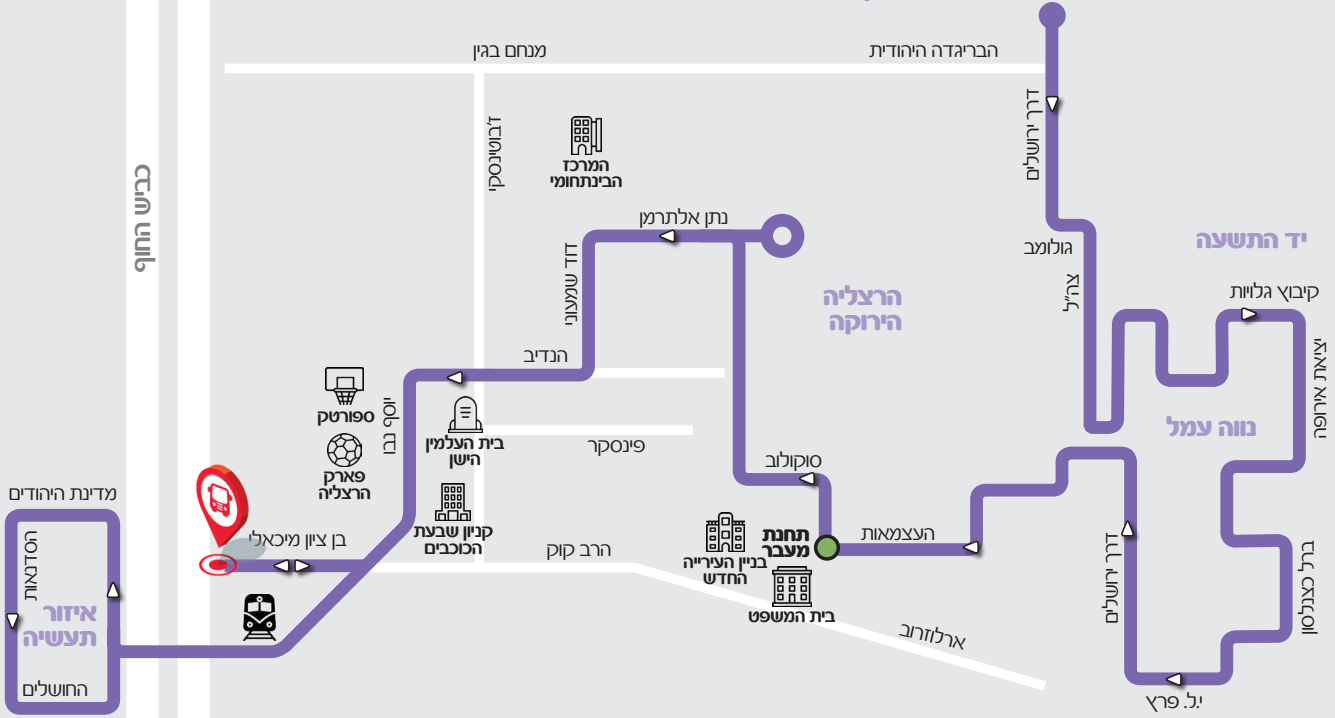 הבריגדה היהודית
מנחם בגין
דרך ירושלים
ז'בוטינסקי
המרכז
הבינתחומי
כביש החוף
נתן אלתרמן
גולומב
יד התשעה
דוד שמעוני
צה"ל
קיבוץ גלויות
הרצליה
הירוקה
יציאת אירופה
הנדיב
ספורטק
יוסף נבו
בית העלמין
הישן
פינסקר
נווה עמל
סוקולוב
פארק
הרצליה
מדינת היהודים
הסדנאות
בן ציון מיכאלי
קניון שבעת
הכוכבים
הרב קוק
בניין העירייה
החדש
תחנת
מעבר
העצמאות
דרך ירושלים
ברל כצנלסון
איזור
תעשיה
בית המשפט
ארלוזרוב
החושלים
י.ל. פרץ